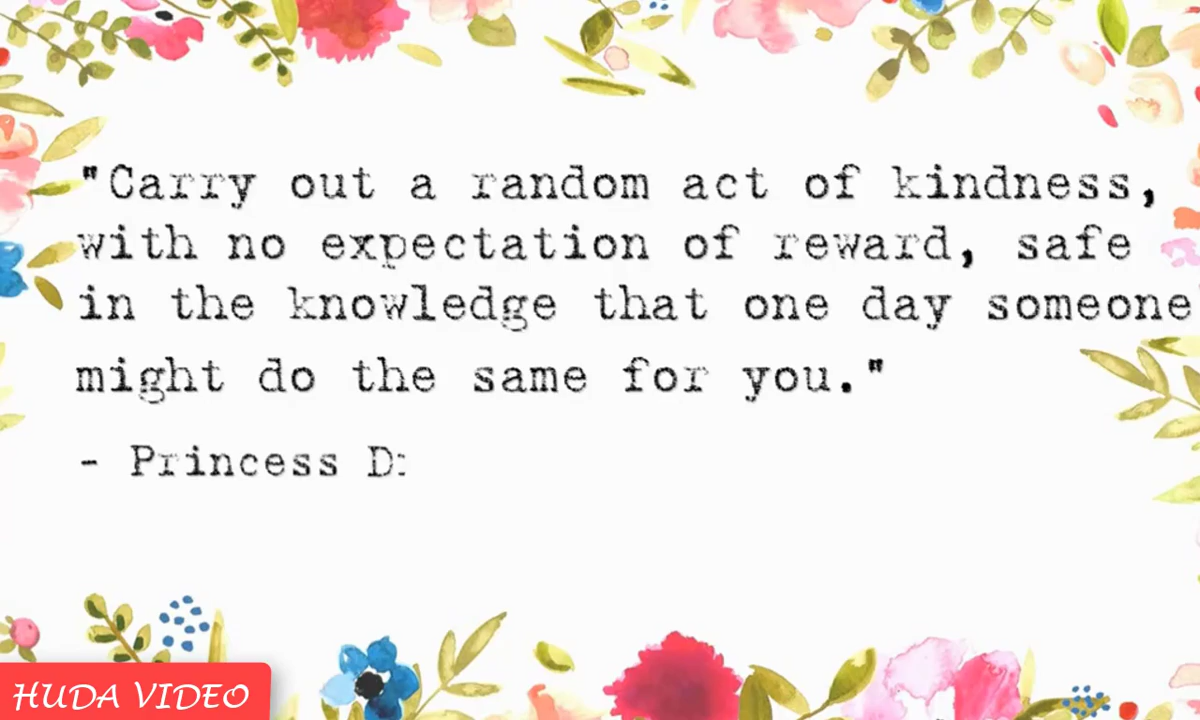 "Carry out a random act of kindness,
with no expectation of reward, safe
in the knowledge that one day someone
might do the same for you."
- Princess D
HUDA VIDEO